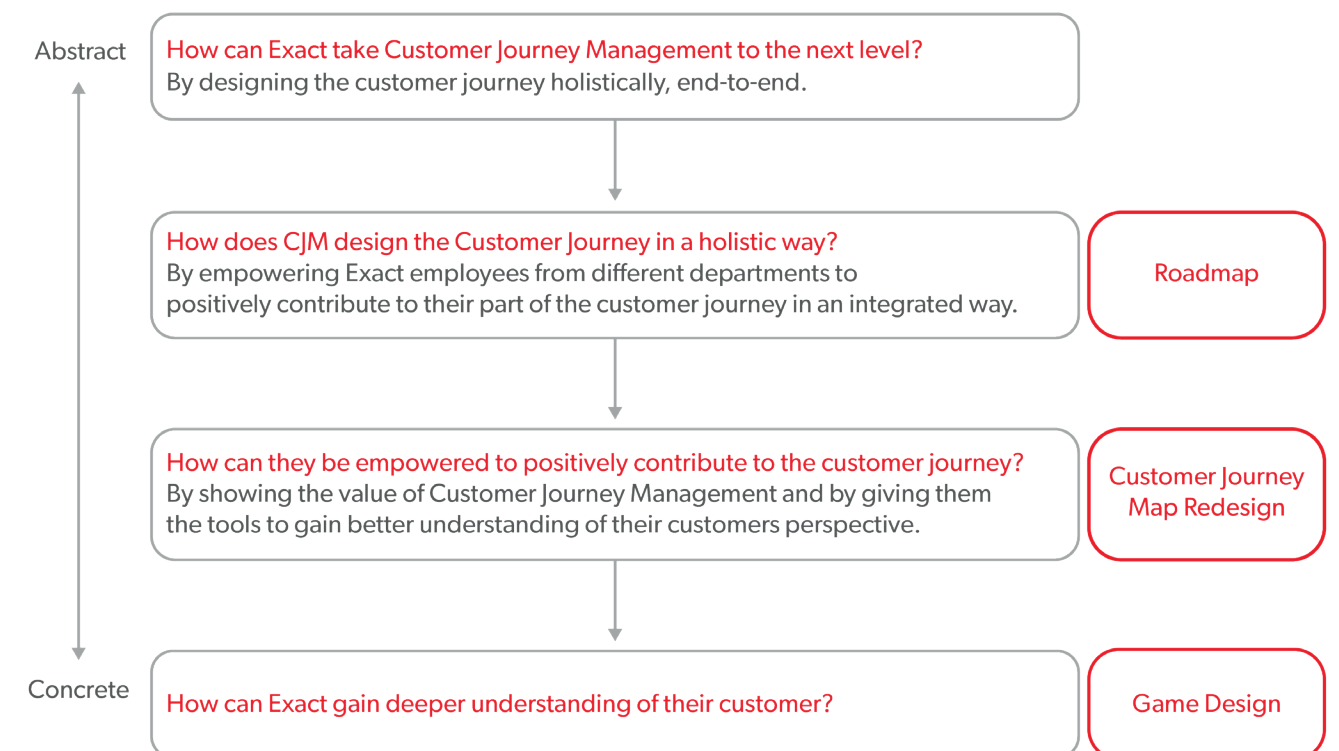 Abstract
How can Exact take Customer Journey Management to the next level?
By designing the customer journey holistically, end-to-end.
How does CJM design the Customer Journey in a holistic way?
By empowering Exact employees from different departments to
positively contribute to their part of the customer journey in an integrated way.
Roadmap
How can they be empowered to positively contribute to the customer journey?
By showing the value of Customer Journey Management and by giving them
the tools to gain better understanding of their customers perspective.
Customer Journey
Map Redesign
Concrete
How can Exact gain deeper understanding of their customer?
Game Design